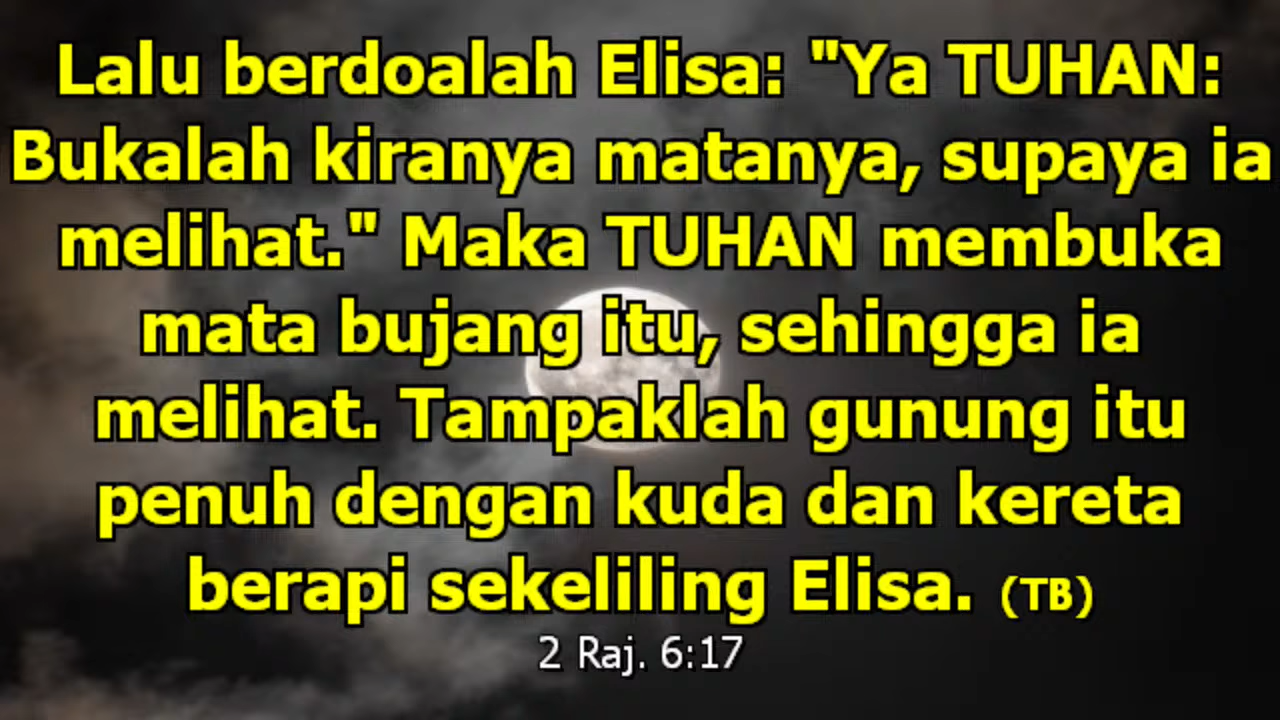 Lalu berdoalah Elisa: "Ya TUHAN:
Bukalah kiranya matanya, supaya ia
melihat." Maka TUHAN membuka
mata bujang itu, sehingga ia
melihat. Tampaklah gunung itu
penuh dengan kuda dan kereta
berapi sekeliling Elisa. (TB)
2 Raj. 6:17